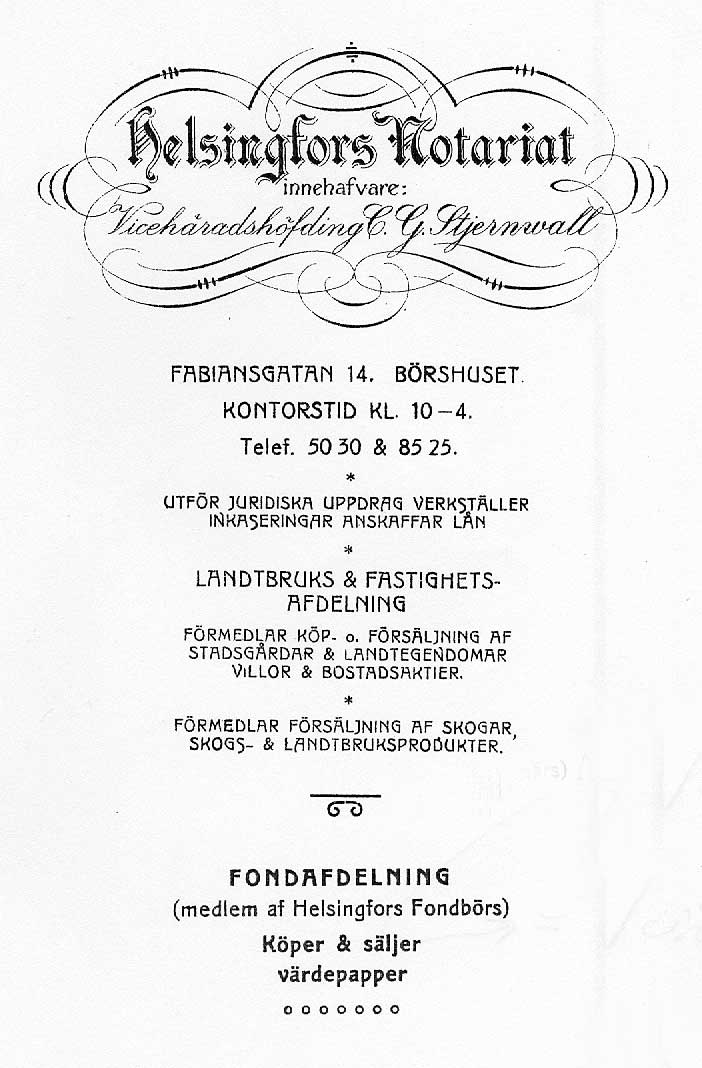 Helsingfors Notariat
innehafvare:
Vicehäradshöfding C. G. Stjernwall
FABIANSGATAN 14. BÖRSHUSET.
KONTORSTID KL. 10–4.
Telef. 50 30 & 85 25.
*
UTFÖR JURIDISKA UPPDRAG VERKSTÄLLER
INKASERINGAR ANSKAFFAR LÅN
*
LANDTBRUKS & FASTIGHETS-
AFDELNING
FÖRMEDLAR KÖP- o. FÖRSÄLJNING AF
STADSGÅRDAR & LANDTEGENDOMAR
VILLOR & BOSTADSAKTIER.
*
FÖRMEDLAR FÖRSÄLJNING AF SKOGAR,
SKOGS- & LANDTBRUKSPRODUKTER.
FONDAFDELNING
(medlem af Helsingfors Fondbörs)
Köper & säljer
värdepapper